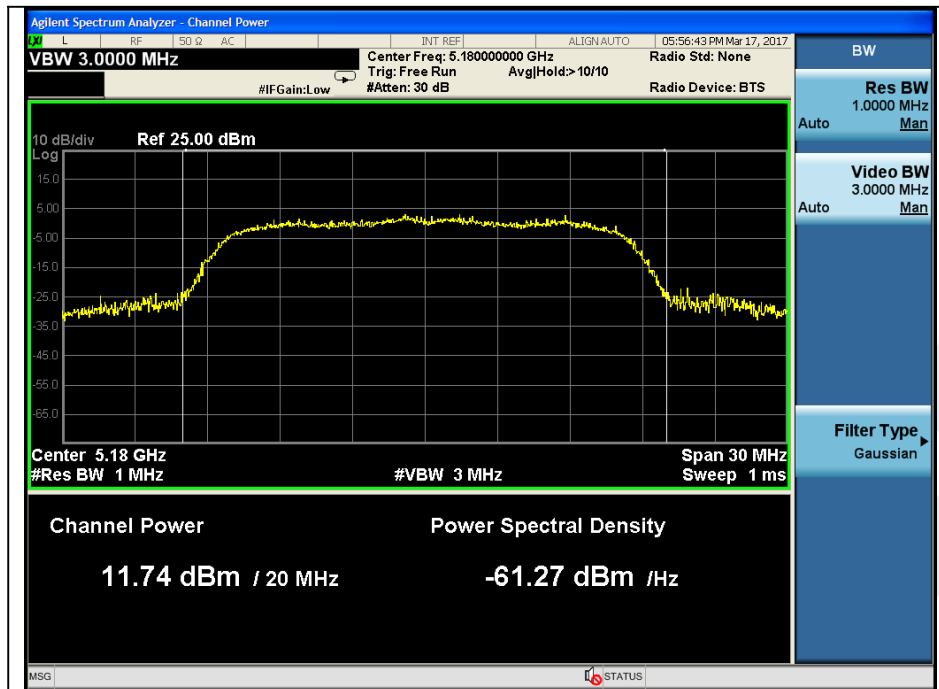 Agilent Spectrum Analyzer - Channel Power
LXI L RF 50 Ω AC INT REF ALIGN AUTO 05:56:43 PM Mar 17, 2017
VBW 3.0000 MHz
Center Freq: 5.180000000 GHz
Radio Std: None
Trig: Free Run Avg|Hold:>10/10
#IFGain:Low
#Atten: 30 dB
Radio Device: BTS
BW
Res BW
1.0000 MHz
Auto Man
Video BW
3.0000 MHz
Auto Man
Filter Type
Gaussian
10 dB/div Ref 25.00 dBm
Log
15.0
5.00
-5.00
-15.0
-25.0
-35.0
-45.0
-55.0
-65.0
Center 5.18 GHz Span 30 MHz
#Res BW 1 MHz #VBW 3 MHz Sweep 1 ms
Channel Power Power Spectral Density
11.74 dBm / 20 MHz -61.27 dBm /Hz
MSG STATUS